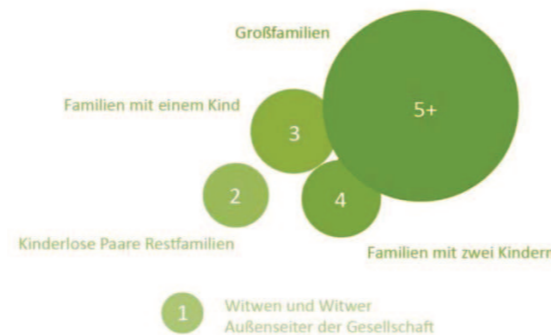 Großfamilien
5+
Familien mit einem Kind
3
2
4
Kinderlose Paare Restfamilien
Familien mit zwei Kindern
1
Witwen und Witwer
Außenseiter der Gesellschaft